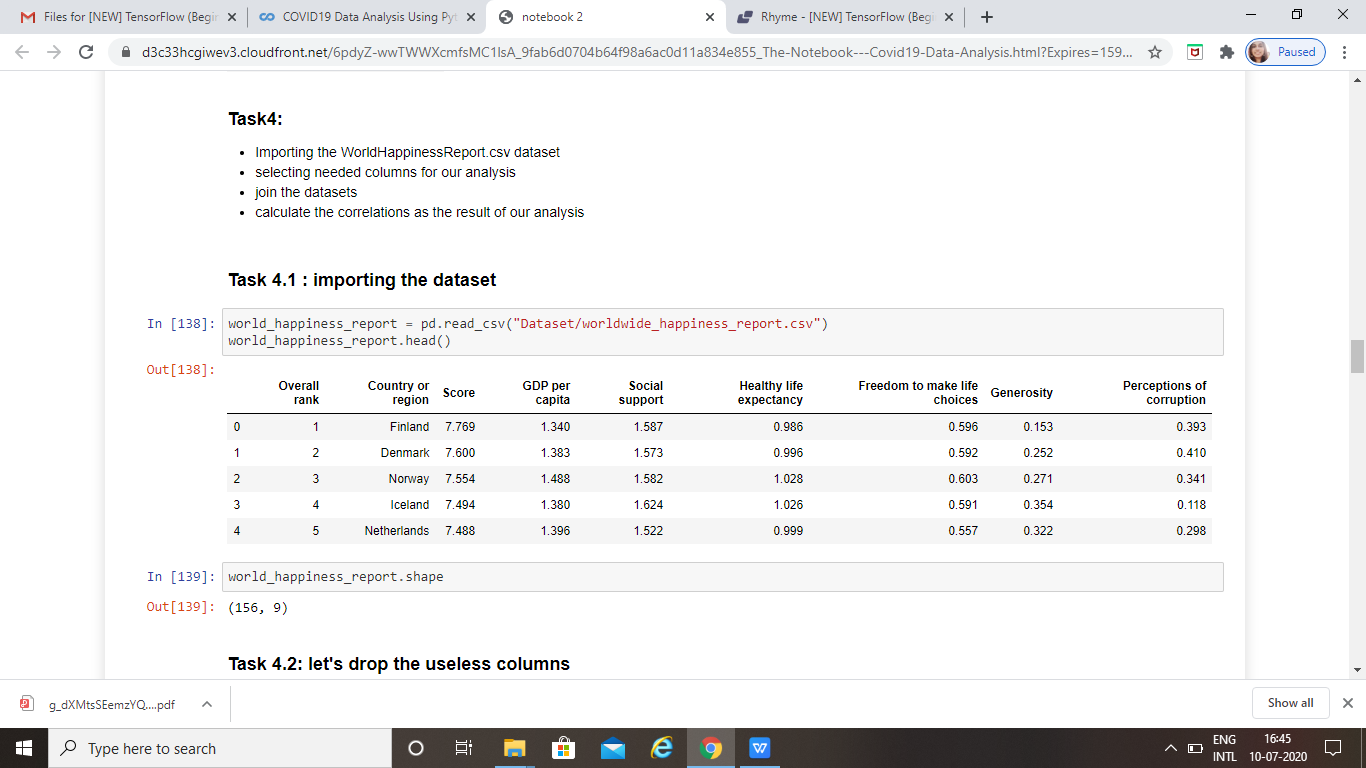 Files for [NEW] TensorFlow (Begin
COVID19 Data Analysis Using Pyt
notebook 2
Rhyme - [NEW] TensorFlow (Begi
d3c33hcgiwev3.cloudfront.net/6pdyZ-wwTWWXcmfsMC1lsA_9fab6d0704b64f98a6ac0d11a834e855_The-Notebook---Covid19-Data-Analysis.html?Expires=159...
Paused
Task4:
• Importing the WorldHappinessReport.csv dataset
• selecting needed columns for our analysis
• join the datasets
• calculate the correlations as the result of our analysis
Task 4.1 : importing the dataset
In [138]: world_happiness_report = pd.read_csv("Dataset/worldwide_happiness_report.csv")
world_happiness_report.head()
Out[138]:
Overall rank Country or region Score GDP per capita Social support Healthy life expectancy Freedom to make life choices Generosity Perceptions of corruption
0 1 Finland 7.769 1.340 1.587 0.986 0.596 0.153 0.393
1 2 Denmark 7.600 1.383 1.573 0.996 0.592 0.252 0.410
2 3 Norway 7.554 1.488 1.582 1.028 0.603 0.271 0.341
3 4 Iceland 7.494 1.380 1.624 1.026 0.591 0.354 0.118
4 5 Netherlands 7.488 1.396 1.522 0.999 0.557 0.322 0.298
In [139]: world_happiness_report.shape
Out[139]: (156, 9)
Task 4.2: let's drop the useless columns
g_dXMtsSEemzYQ....pdf
Show all
Type here to search
ENG
INTL
16:45
10-07-2020